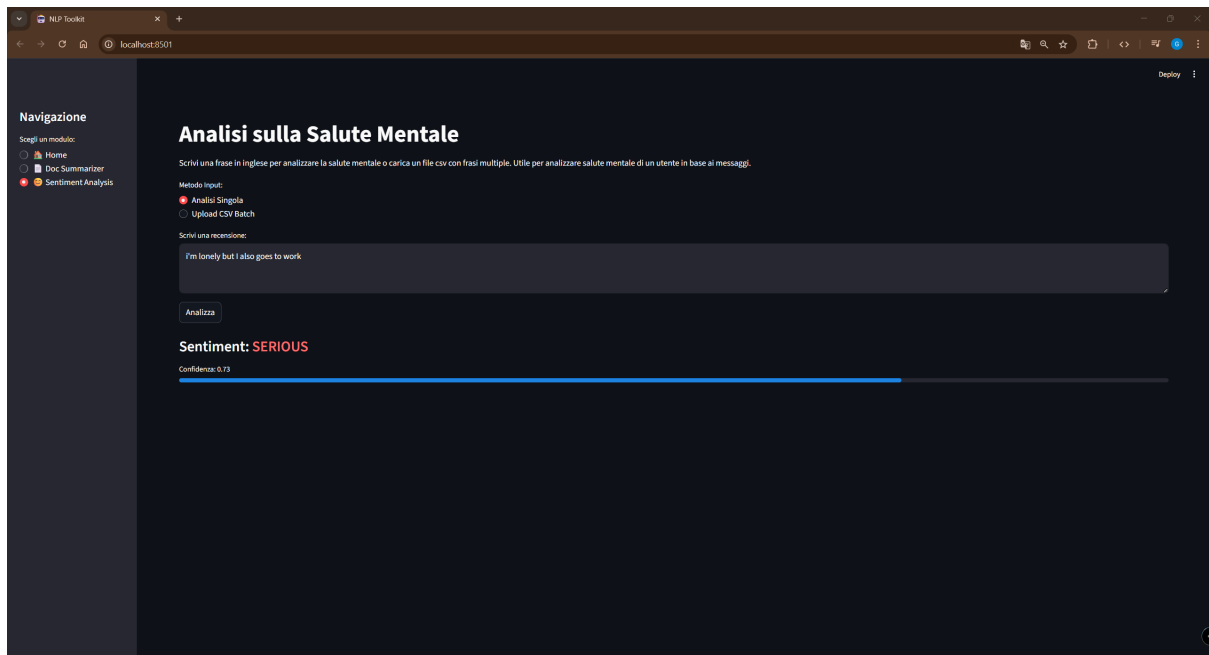 NLP Toolkit
localhost:8501
Deploy
Navigazione
Scegli un modulo:
Home
Doc Summarizer
Sentiment Analysis
Analisi sulla Salute Mentale
Scrivi una frase in inglese per analizzare la salute mentale o carica un file csv con frasi multiple. Utile per analizzare salute mentale di un utente in base ai messaggi.
Metodo Input:
Analisi Singola
Upload CSV Batch
Scrivi una recensione:
i'm lonely but I also goes to work
Analizza
Sentiment: SERIOUS
Confidenza: 0.73